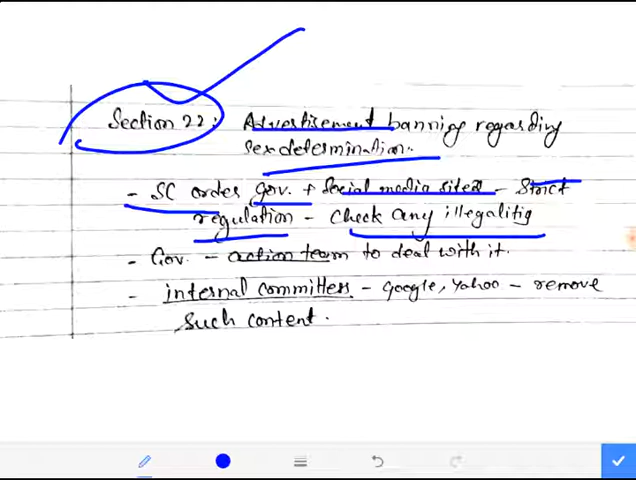 Section 22: Advertisement banning regarding
sex determination.
- SC order gov. + Social media sites - Strict
regulation - Check any illegalitig
- Gov. - action team to deal with it.
- internal committees - google, Yahoo - remove
such content.